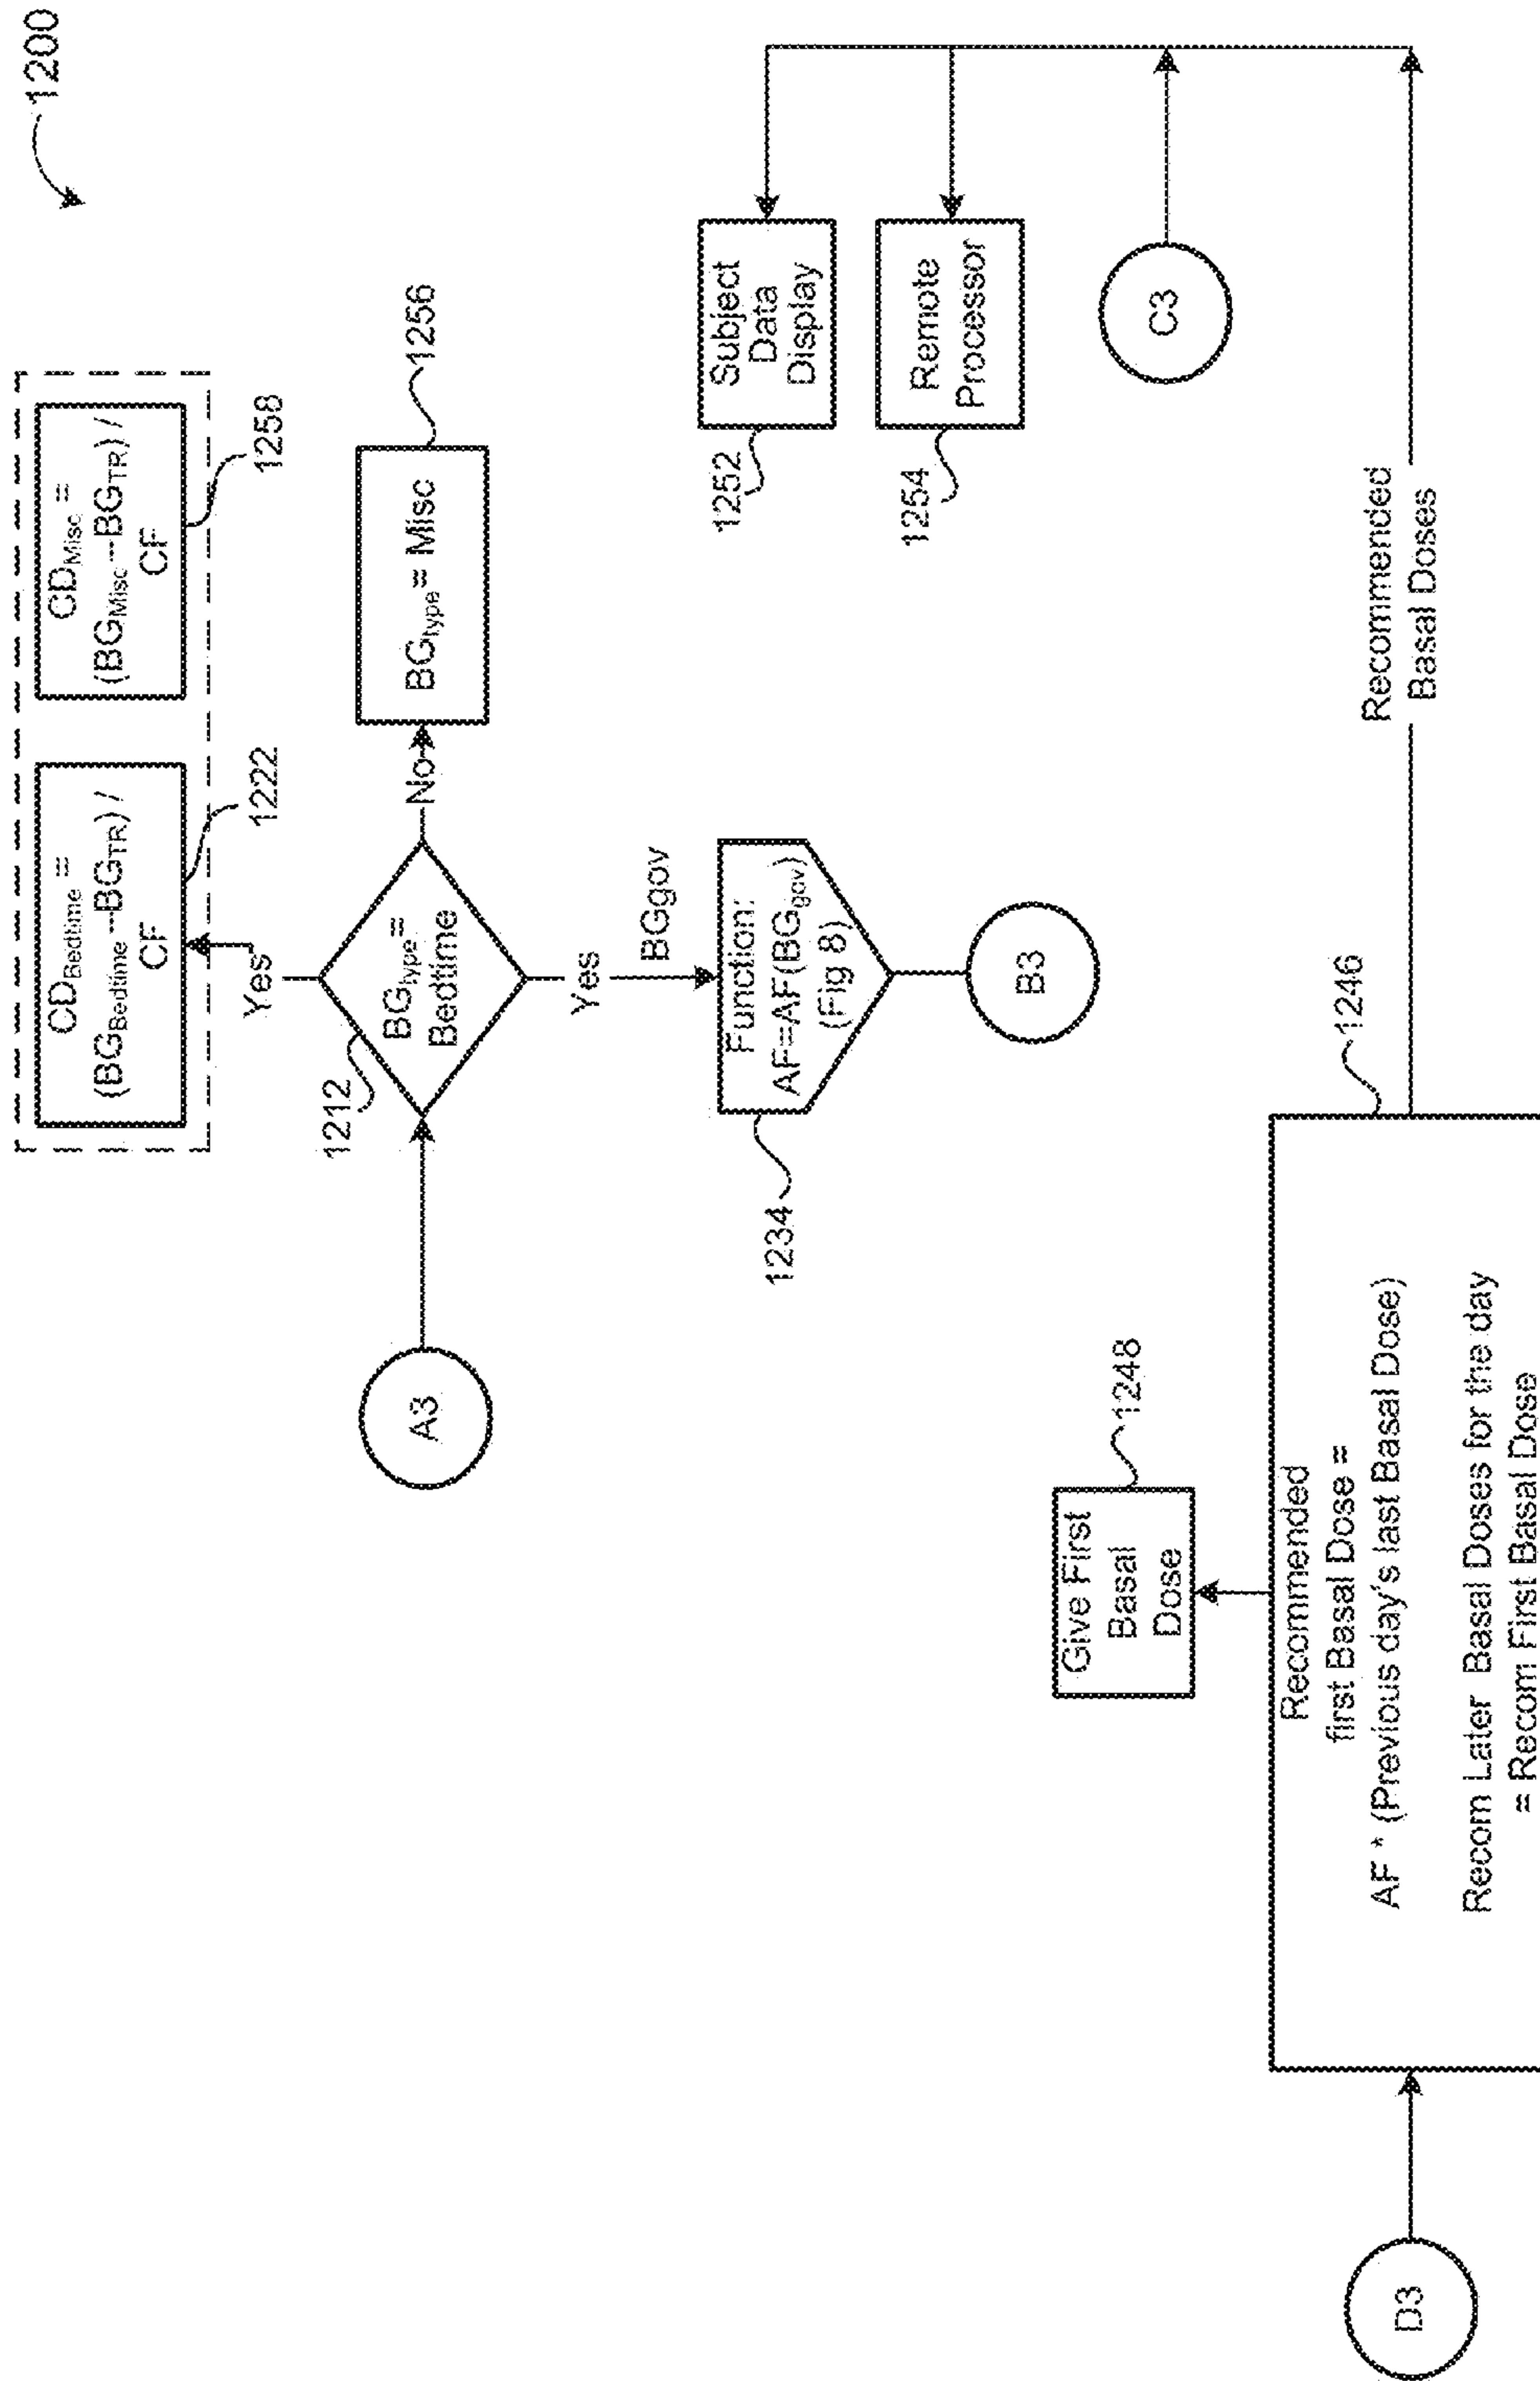 1200
CD_Misc =
(BG_Misc--BG_TR) /
CF
1258
CD_Bedtime =
(BG_Bedtime--BG_TR) /
CF
1222
Yes
BG_type=
Bedtime
1212
No
BG_type= Misc
1256
A3
Yes
BGgov
Function:
AF=AF(BG_gov)
(Fig 8)
1234
B3
Subject
Data
Display
1252
Remote
Processor
1254
C3
Give First
Basal
Dose
1248
Recommended
first Basal Dose =
AF * (Previous day's last Basal Dose)
Recom Later Basal Doses for the day
= Recom First Basal Dose
1246
Recommended
Basal Doses
D3